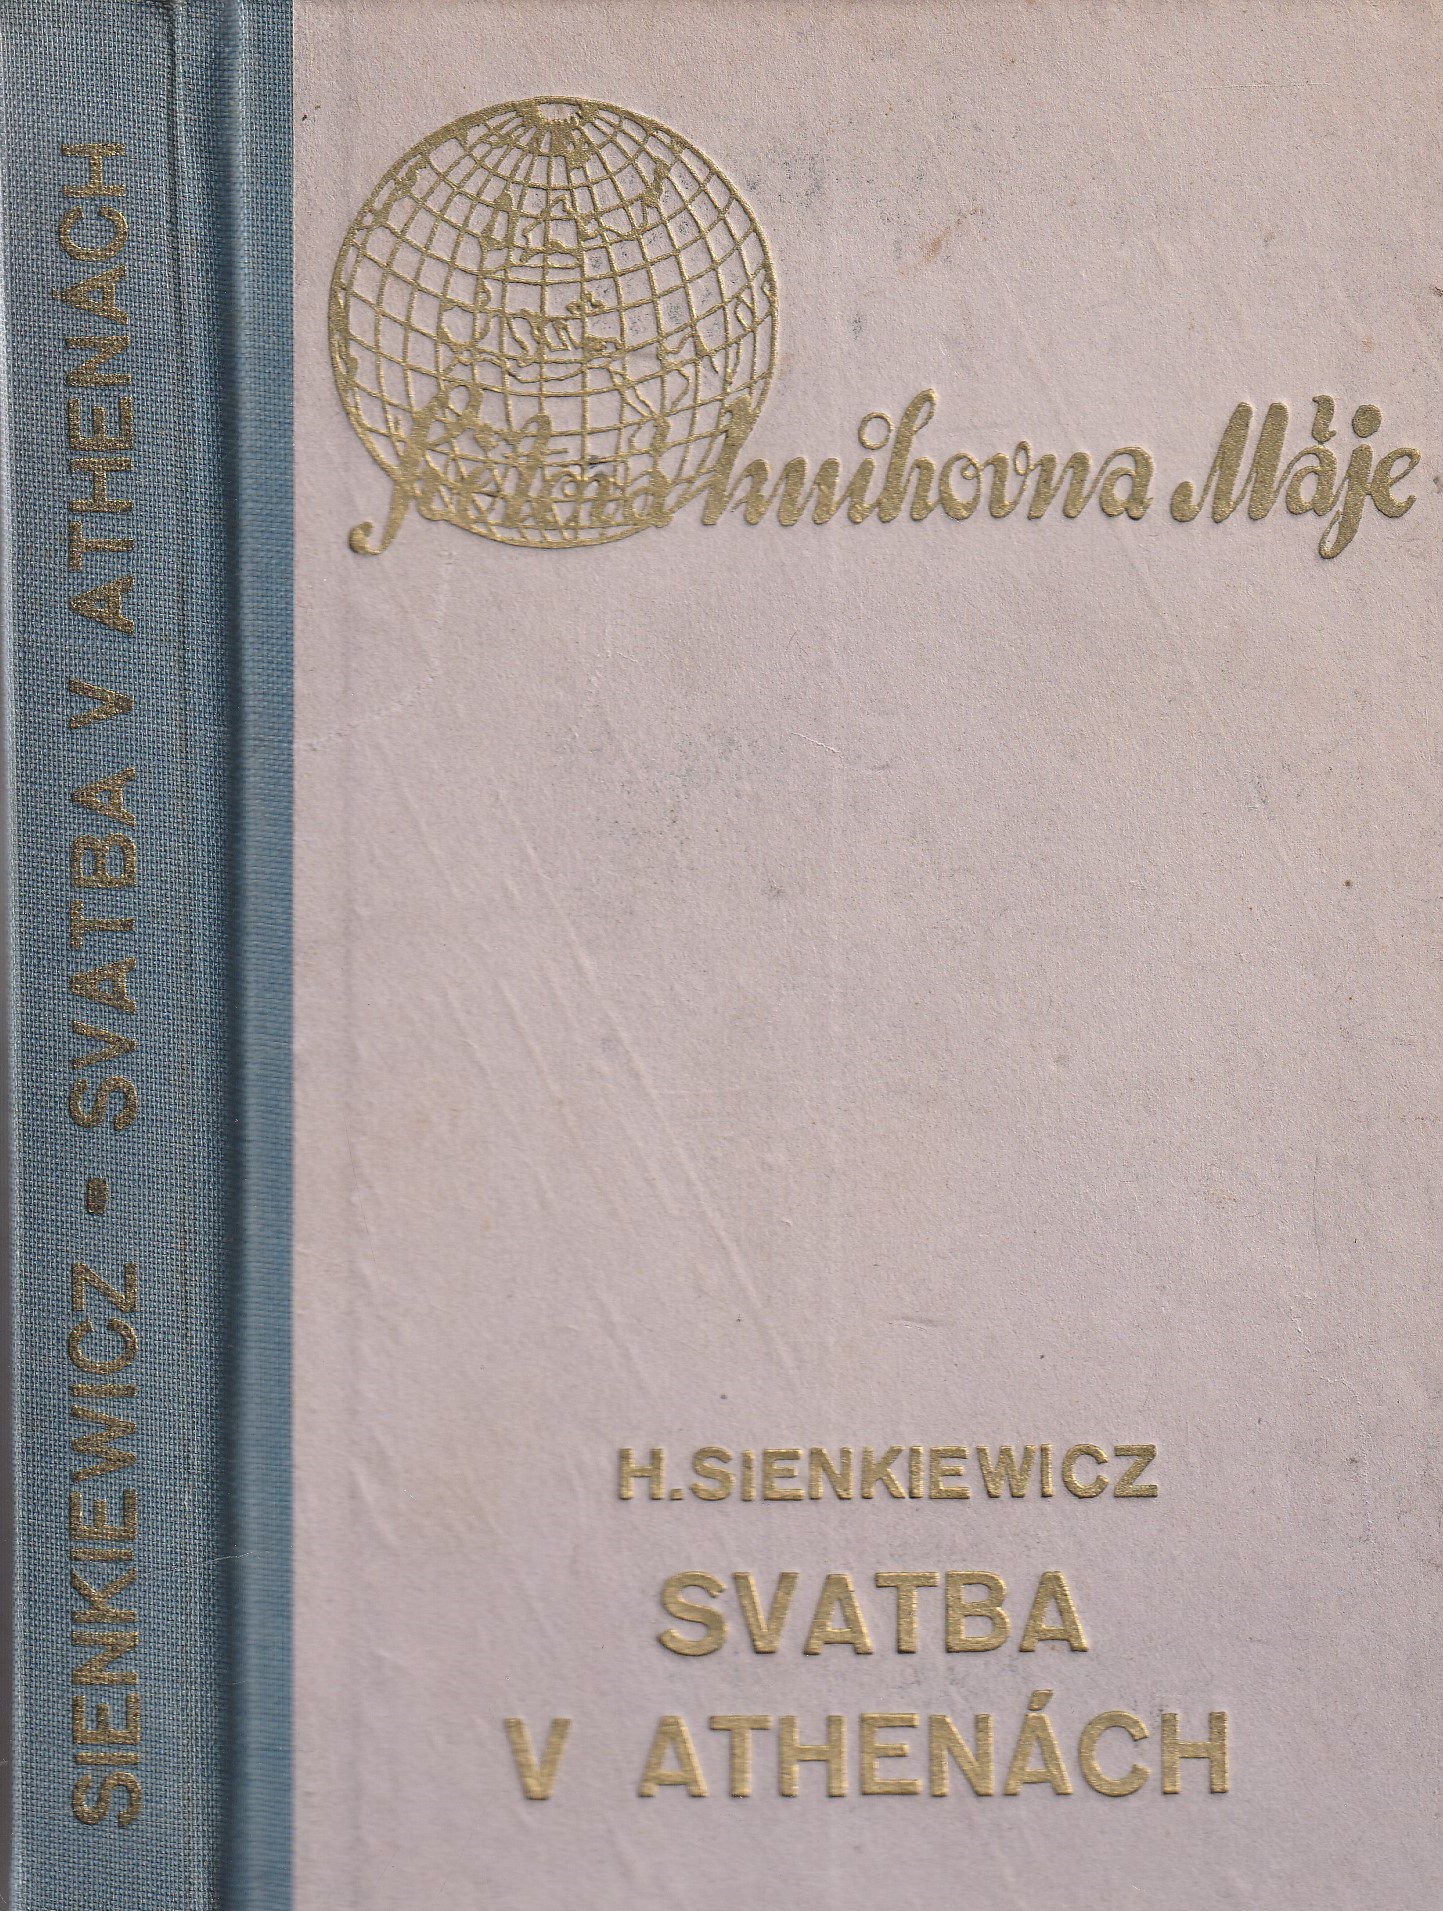 SIENKIEWICZ - SVATBA V ATHENÁCH
Světová knihovna Máje
H. SIENKIEWICZ
SVATBA
V ATHENÁCH